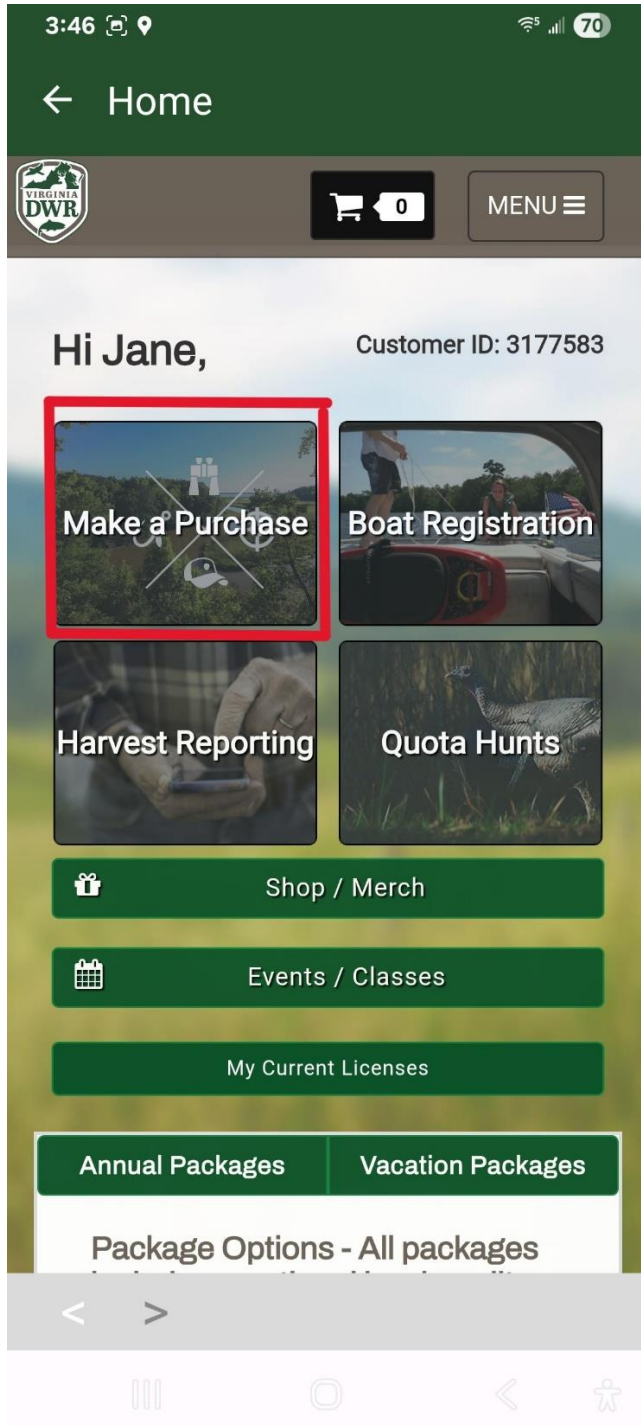 3:46
5
70
Home
VIRGINIA
DWR
0
MENU
Hi Jane,
Customer ID: 3177583
Make a Purchase
Boat Registration
Harvest Reporting
Quota Hunts
Shop / Merch
Events / Classes
My Current Licenses
Annual Packages
Vacation Packages
Package Options - All packages